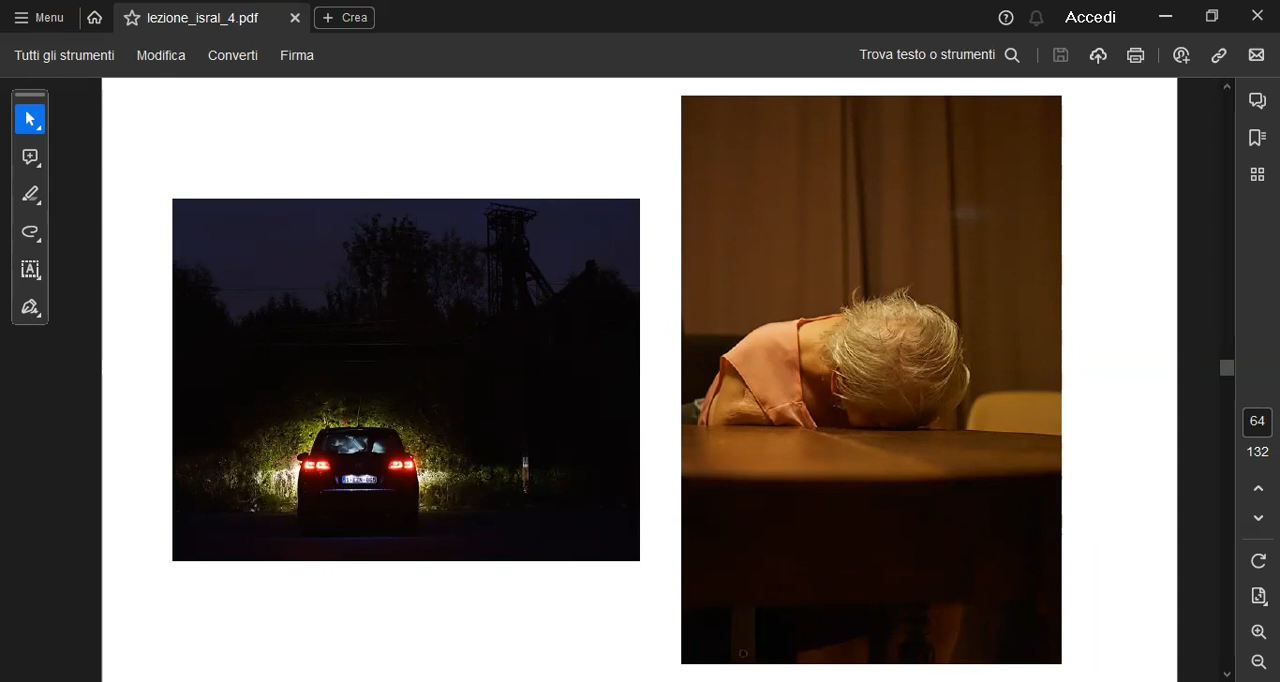 Menu
lezione_isral_4.pdf
Crea
Accedi
Tutti gli strumenti
Modifica
Converti
Firma
Trova testo o strumenti
64
132